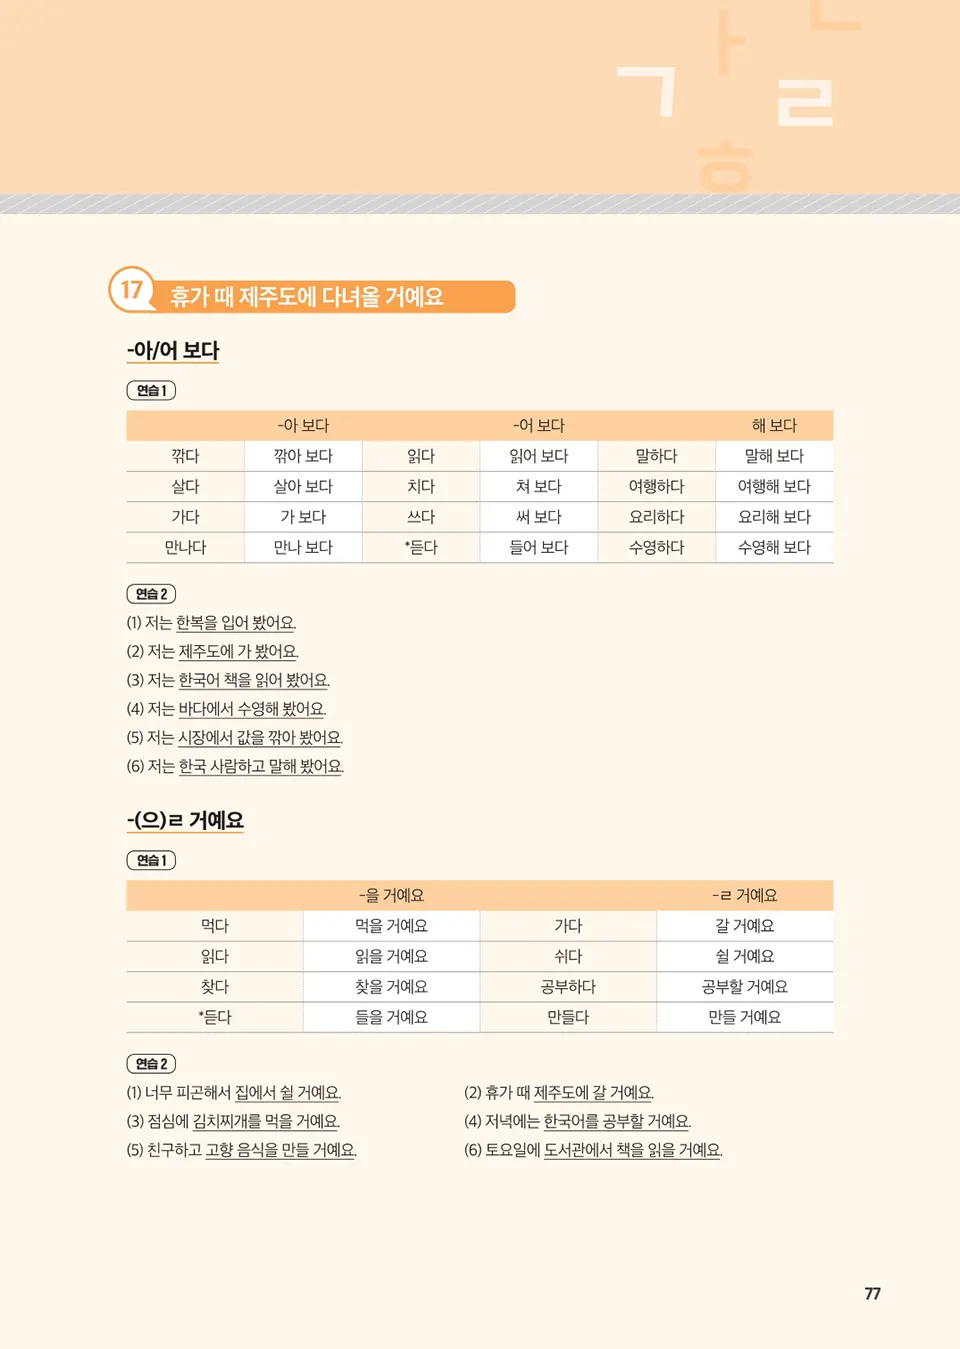 ㄱ ㅏ ㄴ ㄹ ㅎ
17 휴가 때 제주도에 다녀올 거예요
-아/어 보다
연습 1
-아 보다 -어 보다 해 보다
깎다 깎아 보다 읽다 읽어 보다 말하다 말해 보다
살다 살아 보다 치다 쳐 보다 여행하다 여행해 보다
가다 가 보다 쓰다 써 보다 요리하다 요리해 보다
만나다 만나 보다 *듣다 들어 보다 수영하다 수영해 보다
연습 2
(1) 저는 한복을 입어 봤어요.
(2) 저는 제주도에 가 봤어요.
(3) 저는 한국어 책을 읽어 봤어요.
(4) 저는 바다에서 수영해 봤어요.
(5) 저는 시장에서 값을 깎아 봤어요.
(6) 저는 한국 사람하고 말해 봤어요.
-(으)ㄹ 거예요
연습 1
-을 거예요 -ㄹ 거예요
먹다 먹을 거예요 가다 갈 거예요
읽다 읽을 거예요 쉬다 쉴 거예요
찾다 찾을 거예요 공부하다 공부할 거예요
*듣다 들을 거예요 만들다 만들 거예요
연습 2
(1) 너무 피곤해서 집에서 쉴 거예요. (2) 휴가 때 제주도에 갈 거예요.
(3) 점심에 김치찌개를 먹을 거예요. (4) 저녁에는 한국어를 공부할 거예요.
(5) 친구하고 고향 음식을 만들 거예요. (6) 토요일에 도서관에서 책을 읽을 거예요.
77